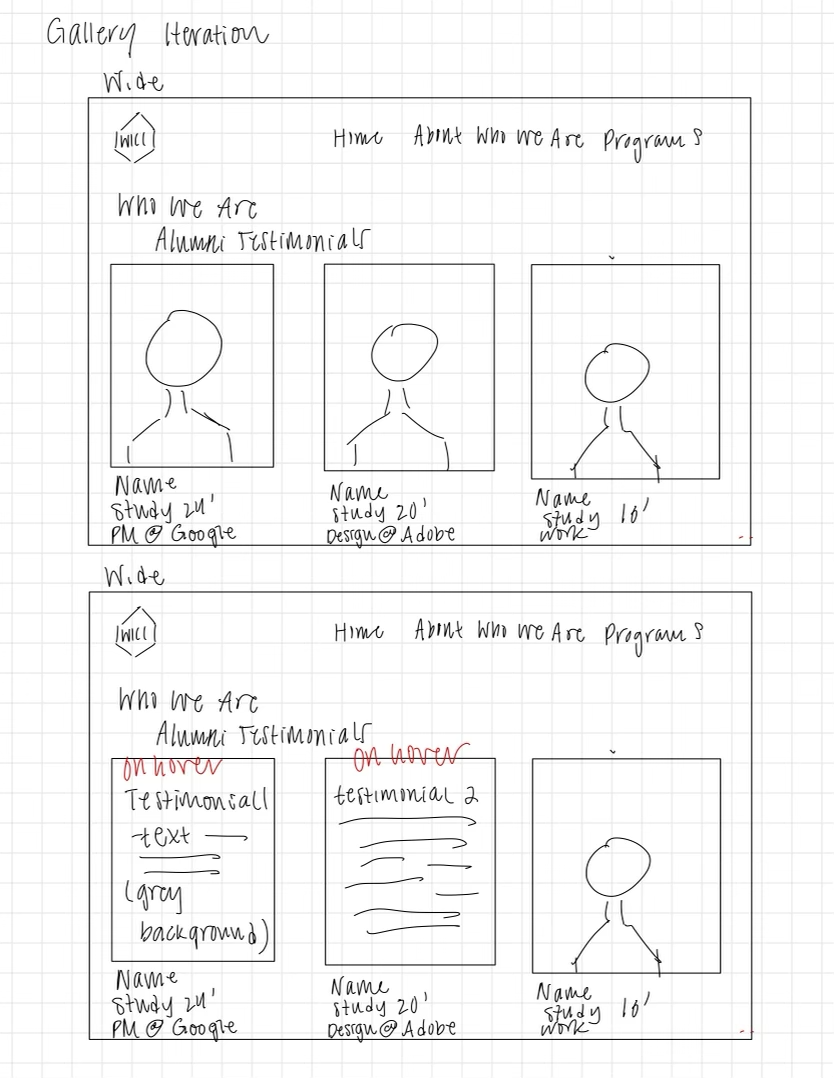 Gallery Iteration
Wide
IWILL
Home About Who We Are Programs
Who We Are
Alumni Testimonials
Name
Study 24'
PM @ Google
Name
Study 20'
Design @ Adobe
Name
Study 10'
work
Wide
IWILL
Home About Who We Are Programs
Who We Are
Alumni Testimonials
on hover
Testimonial 1
text
(grey
background)
Name
Study 24'
PM @ Google
on hover
testimonial 2
Name
Study 20'
Design @ Adobe
Name
Study 10'
work